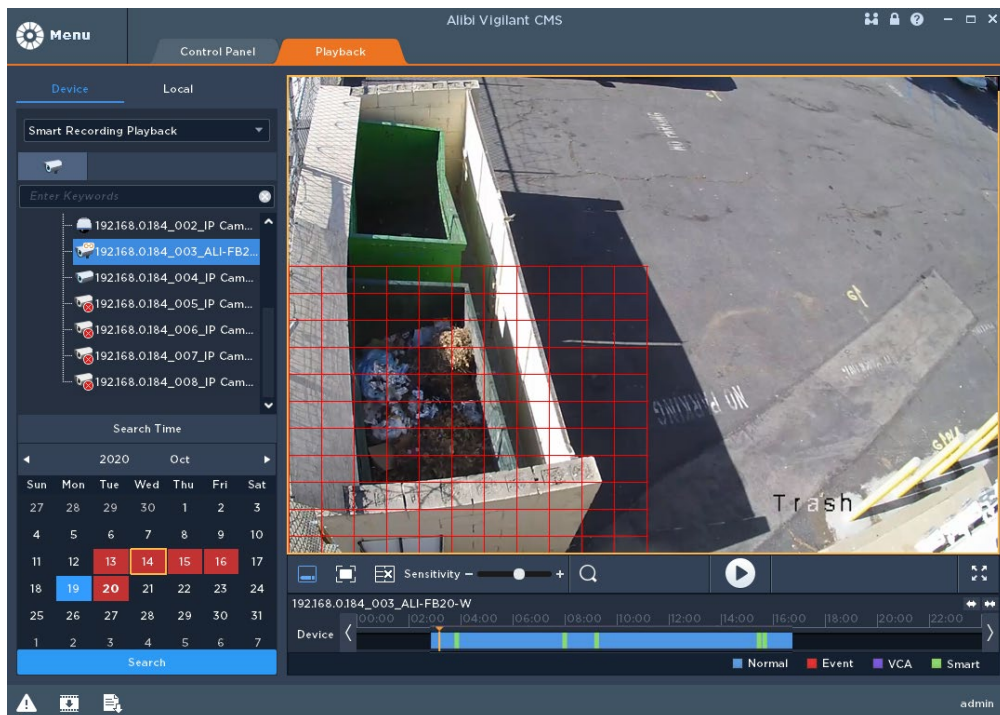 Alibi Vigilant CMS
Menu
Control Panel
Playback
Device
Local
Smart Recording Playback
Enter Keywords
192.168.0.184_002_IP Cam...
192.168.0.184_003_ALI-FB2...
192.168.0.184_004_IP Cam...
192.168.0.184_005_IP Cam...
192.168.0.184_006_IP Cam...
192.168.0.184_007_IP Cam...
192.168.0.184_008_IP Cam...
Search Time
2020 Oct
Sun Mon Tue Wed Thu Fri Sat
27 28 29 30 1 2 3
4 5 6 7 8 9 10
11 12 13 14 15 16 17
18 19 20 21 22 23 24
25 26 27 28 29 30 31
1 2 3 4 5 6 7
Search
NO PARKING
NO PARKING
Trash
Sensitivity - +
192.168.0.184_003_ALI-FB20-W
00:00 02:00 04:00 06:00 08:00 10:00 12:00 14:00 16:00 18:00 20:00 22:00
Device
Normal Event VCA Smart
admin